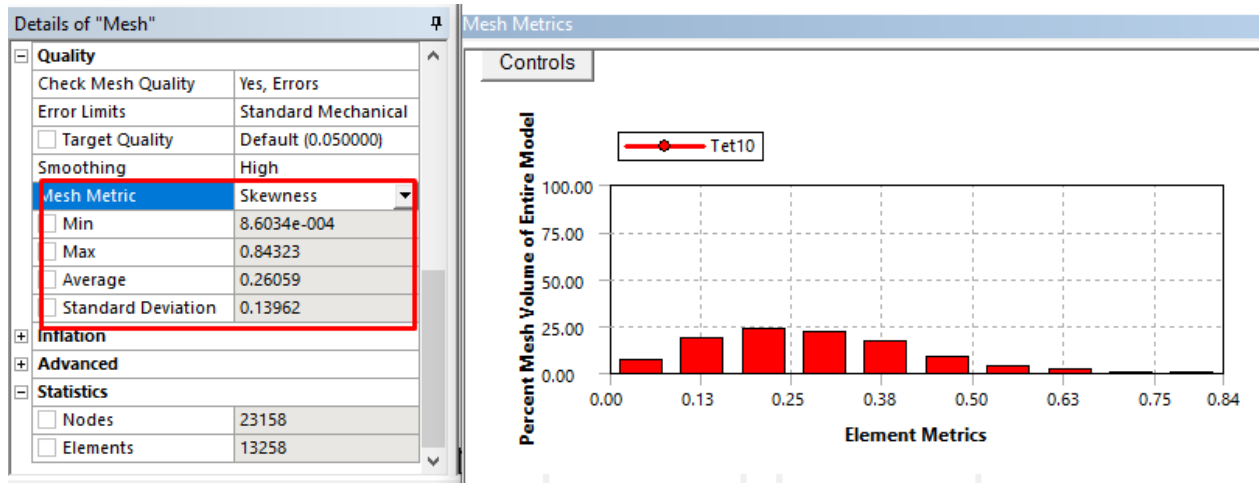 Details of "Mesh"
Quality
Check Mesh Quality Yes, Errors
Error Limits Standard Mechanical
Target Quality Default (0.050000)
Smoothing High
Mesh Metric Skewness
Min 8.6034e-004
Max 0.84323
Average 0.26059
Standard Deviation 0.13962
Inflation
Advanced
Statistics
Nodes 23158
Elements 13258
Mesh Metrics
Controls
Tet10
Percent Mesh Volume of Entire Model
100.00
75.00
50.00
25.00
0.00
0.00 0.13 0.25 0.38 0.50 0.63 0.75 0.84
Element Metrics